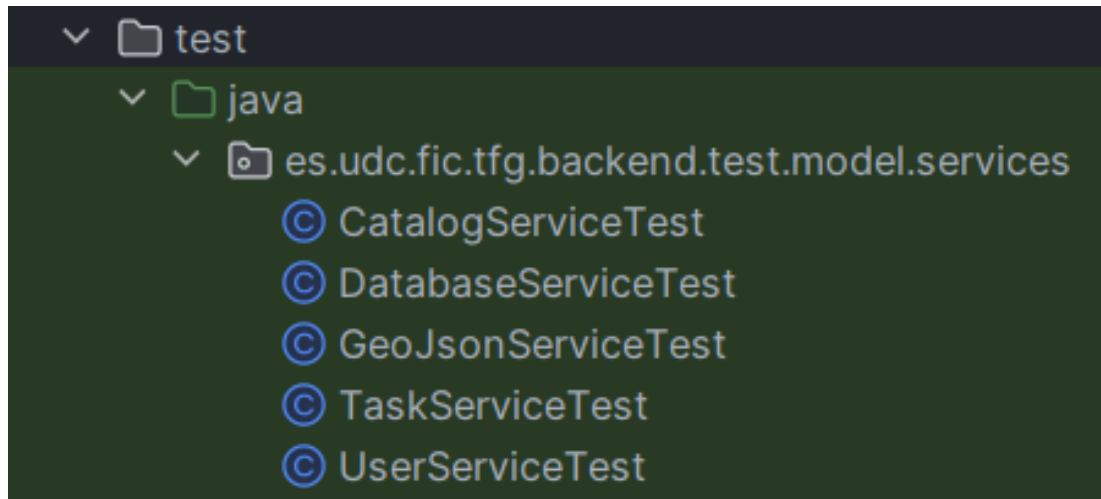 test
java
es.udc.fic.tfg.backend.test.model.services
CatalogServiceTest
DatabaseServiceTest
GeoJsonServiceTest
TaskServiceTest
UserServiceTest